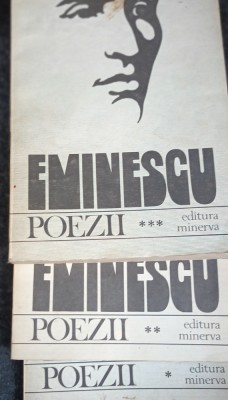 EMINESCU
POEZII *** editura
minerva
EMINESCU
POEZII ** editura
minerva
POEZII * editura
minerva